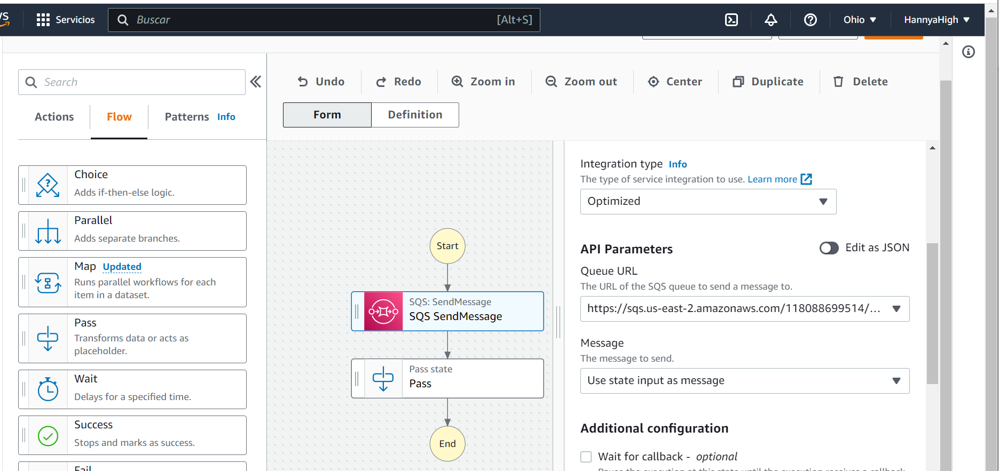 Servicios
Buscar
[Alt+S]
Ohio
HannyaHigh
Search
Undo
Redo
Zoom in
Zoom out
Center
Duplicate
Delete
Actions
Flow
Patterns Info
Form
Definition
Choice
Adds if-then-else logic.
Parallel
Adds separate branches.
Map Updated
Runs parallel workflows for each
item in a dataset.
Pass
Transforms data or acts as
placeholder.
Wait
Delays for a specified time.
Success
Stops and marks as success.
Fail
Start
SQS: SendMessage
SQS SendMessage
Pass state
Pass
End
Integration type Info
The type of service integration to use. Learn more
Optimized
API Parameters
Edit as JSON
Queue URL
The URL of the SQS queue to send a message to.
https://sqs.us-east-2.amazonaws.com/118088699514/...
Message
The message to send.
Use state input as message
Additional configuration
Wait for callback - optional